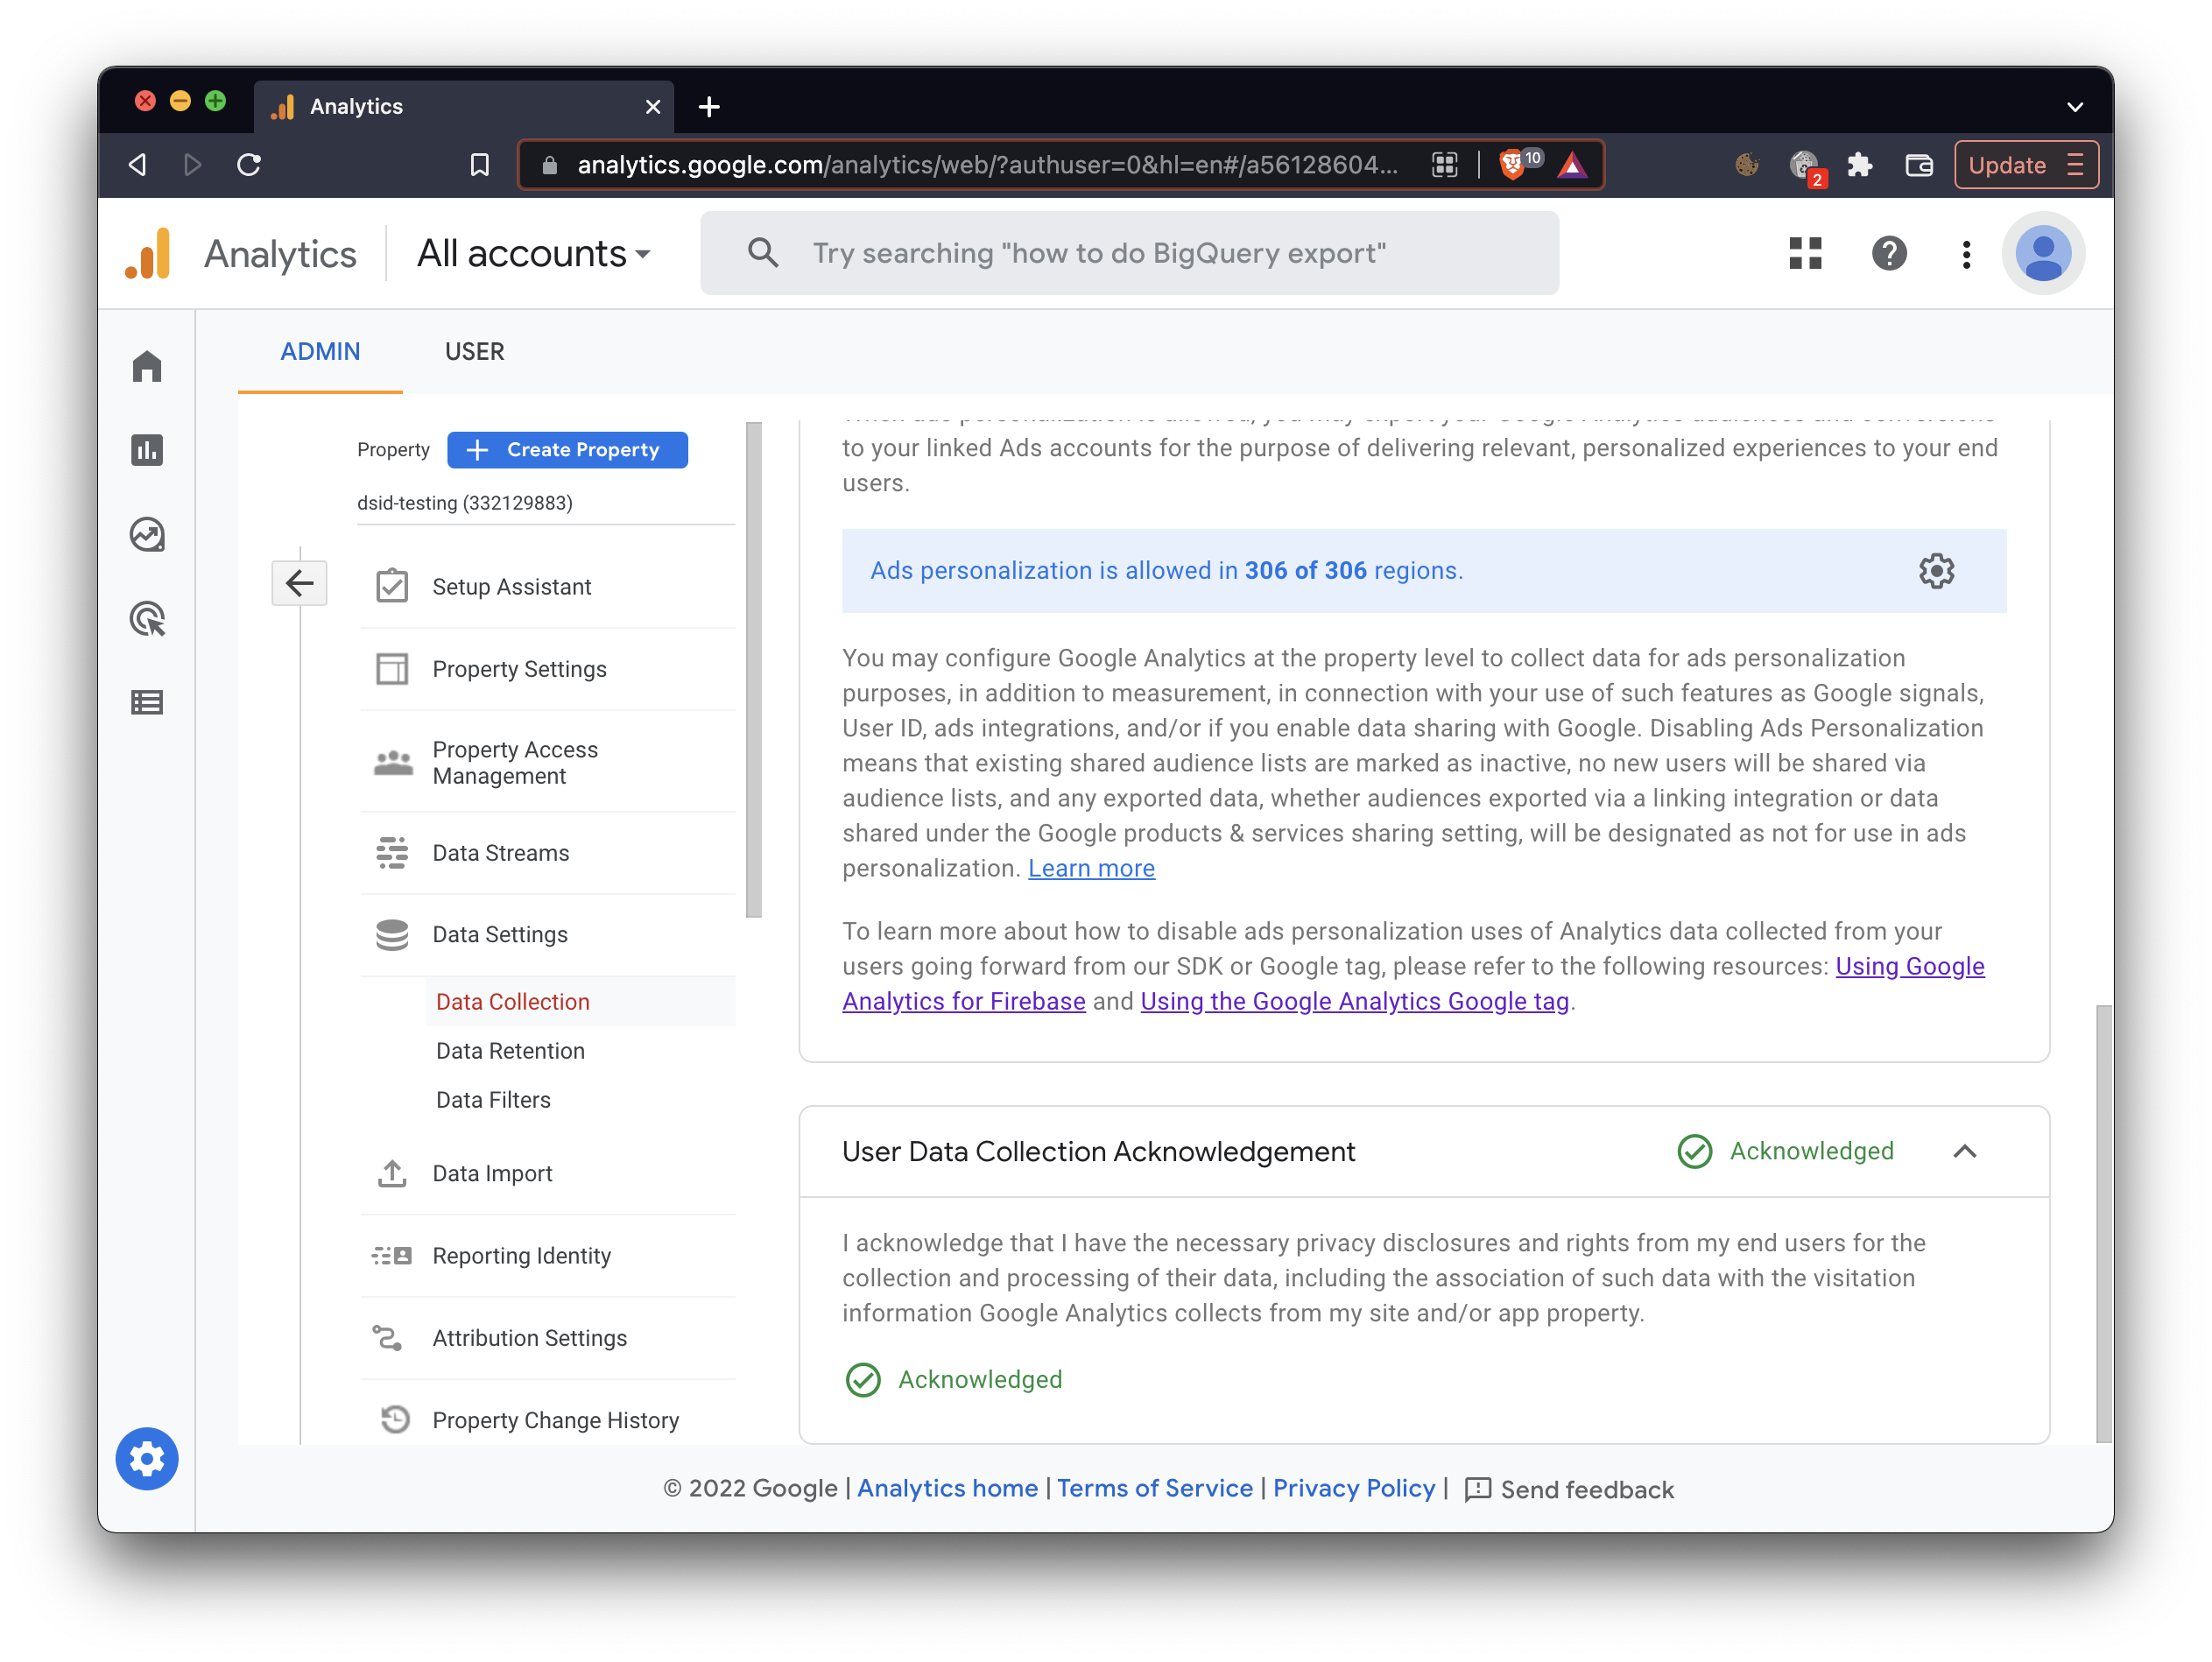 Analytics
analytics.google.com/analytics/web/?authuser=0&hl=en#/a56128604...
10
2
Update
Analytics
All accounts
Try searching "how to do BigQuery export"
ADMIN
USER
Property
Create Property
dsid-testing (332129883)
Setup Assistant
Property Settings
Property Access
Management
Data Streams
Data Settings
Data Collection
Data Retention
Data Filters
Data Import
Reporting Identity
Attribution Settings
Property Change History
When ads personalization is allowed, you may export your Google Analytics audiences and conversions
to your linked Ads accounts for the purpose of delivering relevant, personalized experiences to your end
users.
Ads personalization is allowed in 306 of 306 regions.
You may configure Google Analytics at the property level to collect data for ads personalization
purposes, in addition to measurement, in connection with your use of such features as Google signals,
User ID, ads integrations, and/or if you enable data sharing with Google. Disabling Ads Personalization
means that existing shared audience lists are marked as inactive, no new users will be shared via
audience lists, and any exported data, whether audiences exported via a linking integration or data
shared under the Google products & services sharing setting, will be designated as not for use in ads
personalization. Learn more
To learn more about how to disable ads personalization uses of Analytics data collected from your
users going forward from our SDK or Google tag, please refer to the following resources: Using Google
Analytics for Firebase and Using the Google Analytics Google tag.
User Data Collection Acknowledgement
Acknowledged
I acknowledge that I have the necessary privacy disclosures and rights from my end users for the
collection and processing of their data, including the association of such data with the visitation
information Google Analytics collects from my site and/or app property.
Acknowledged
© 2022 Google | Analytics home | Terms of Service | Privacy Policy | Send feedback